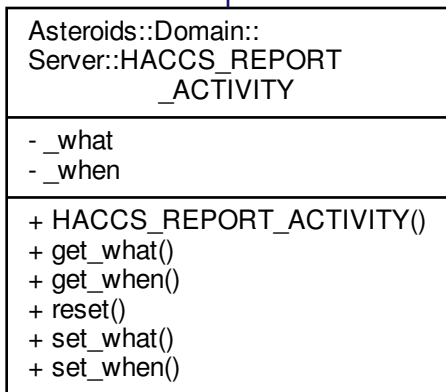 Asteroids::Domain::
Server::HACCS_REPORT
_ACTIVITY
- _what
- _when
+ HACCS_REPORT_ACTIVITY()
+ get_what()
+ get_when()
+ reset()
+ set_what()
+ set_when()